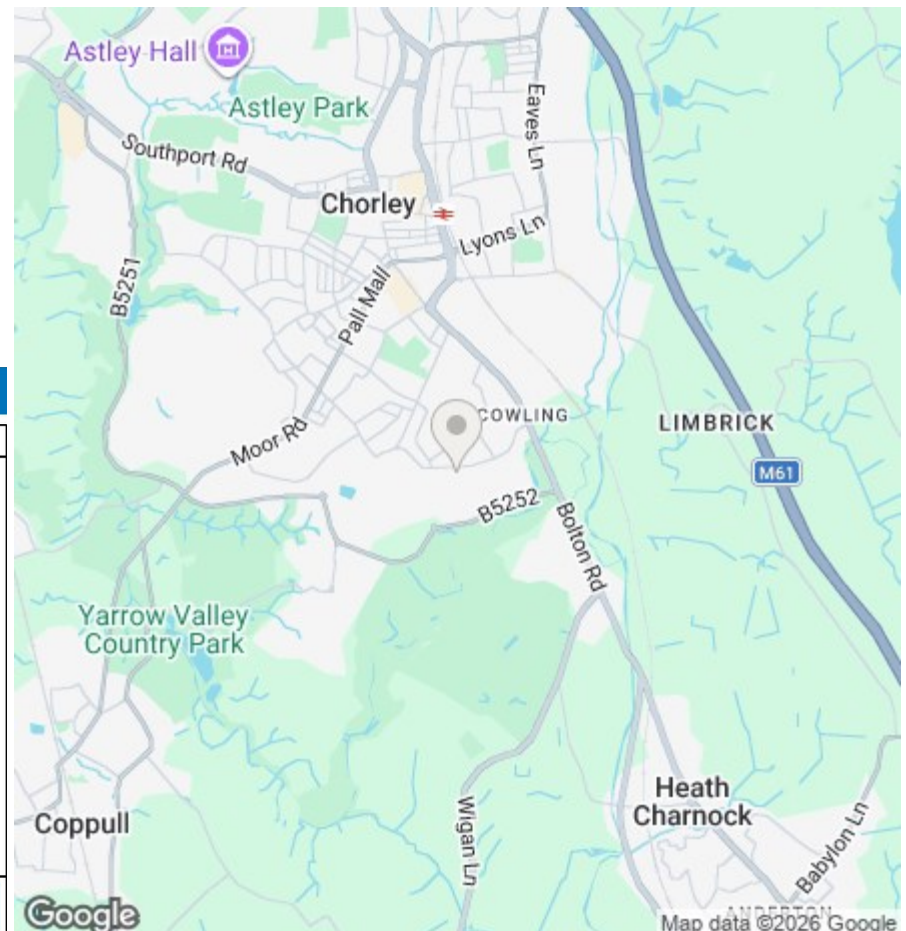 Astley Hall
Astley Park
Eaves Ln
Southport Rd
Chorley
Lyons Ln
B5251
Pall Mall
COWLING
LIMBRICK
Moor Rd
M61
B5252
Bolton Rd
Yarrow Valley
Country Park
Heath
Charnock
Wigan Ln
Coppull
Babylon Ln
ANDERTON
Google
Map data ©2026 Google